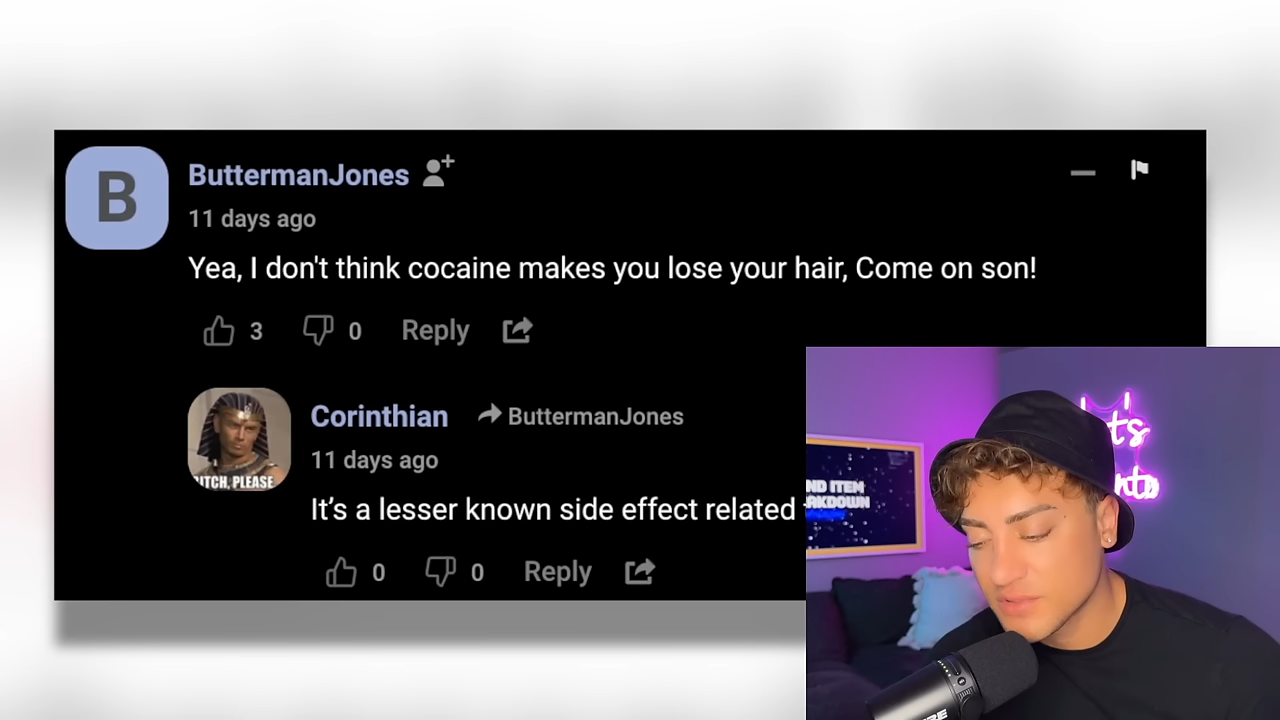 B
ButtermanJones
11 days ago
Yea, I don't think cocaine makes you lose your hair, Come on son!
3
0
Reply
Corinthian
ButtermanJones
11 days ago
It’s a lesser known side effect related
0
0
Reply
ITCH, PLEASE
ND ITEM
AKDOWN